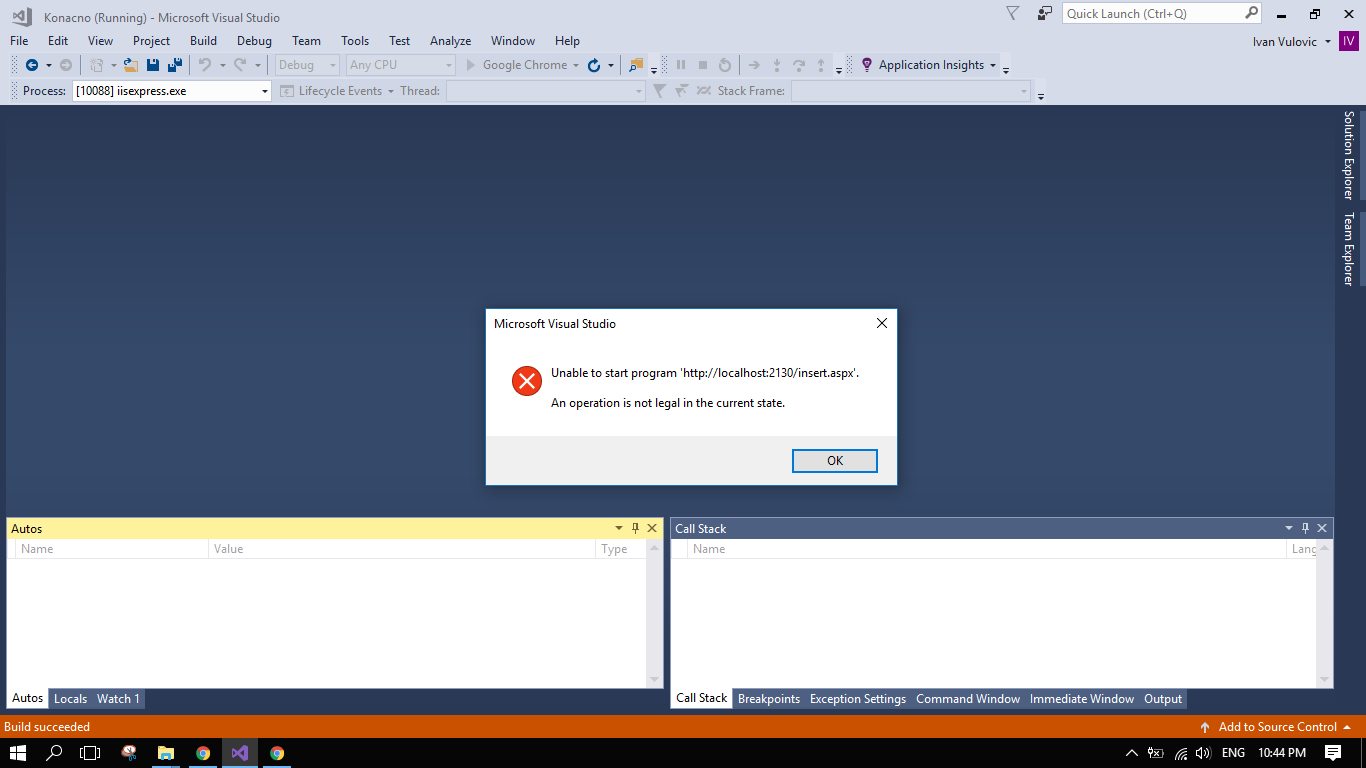 Konacno (Running) - Microsoft Visual Studio
Quick Launch (Ctrl+Q)
File Edit View Project Build Debug Team Tools Test Analyze Window Help
Ivan Vulovic IV
Debug Any CPU Google Chrome Application Insights
Process: [10088] iisexpress.exe Lifecycle Events Thread: Stack Frame:
Solution Explorer
Team Explorer
Microsoft Visual Studio
Unable to start program 'http://localhost:2130/insert.aspx'.
An operation is not legal in the current state.
OK
Autos
Name Value Type
Autos Locals Watch 1
Call Stack
Name Lang
Call Stack Breakpoints Exception Settings Command Window Immediate Window Output
Build succeeded
Add to Source Control
ENG 10:44 PM